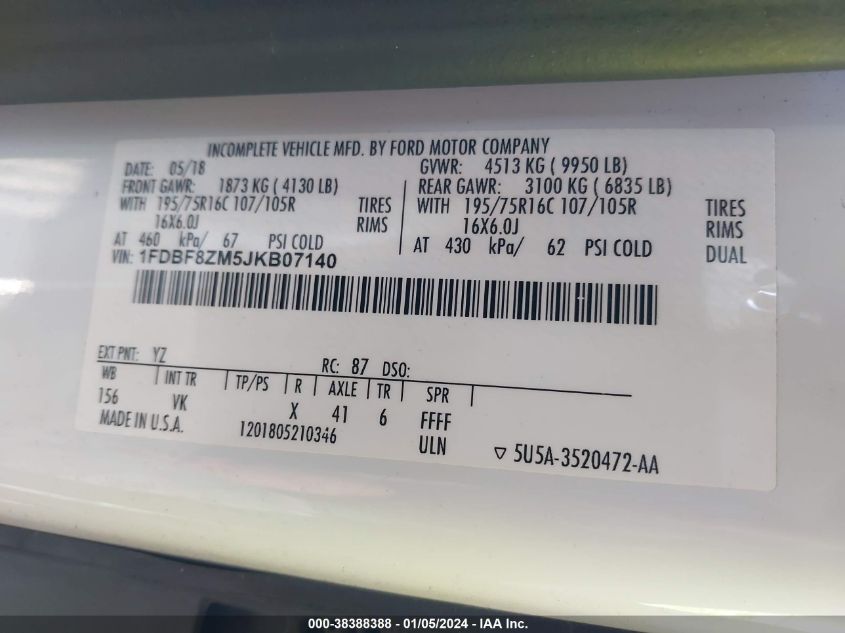 INCOMPLETE VEHICLE MFD. BY FORD MOTOR COMPANY
DATE: 05/18 GVWR: 4513 KG ( 9950 LB)
FRONT GAWR: 1873 KG ( 4130 LB) REAR GAWR: 3100 KG ( 6835 LB)
WITH 195/75R16C 107/105R TIRES WITH 195/75R16C 107/105R TIRES
16X6.0J RIMS 16X6.0J RIMS
AT 460 kPa/ 67 PSI COLD AT 430 kPa/ 62 PSI COLD DUAL
VIN: 1FDBF8ZM5JKB07140
EXT PNT: YZ RC: 87 DSO:
WB INT TR TP/PS R AXLE TR SPR
156 VK X 41 6 FFFF
MADE IN U.S.A. 1201805210346 ULN ▽ 5U5A-3520472-AA
000-38388388 — 01/05/2024 — IAA Inc.